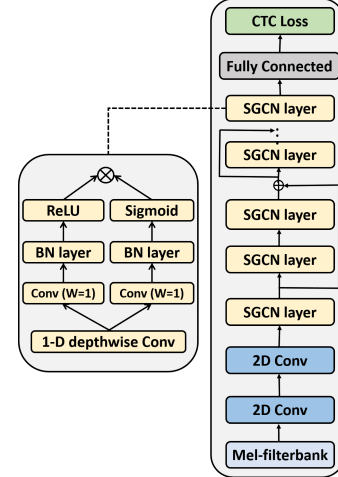 CTC Loss
Fully Connected
SGCN layer
SGCN layer
SGCN layer
SGCN layer
SGCN layer
2D Conv
2D Conv
Mel-filterbank
ReLU Sigmoid
BN layer BN layer
Conv (W=1) Conv (W=1)
1-D depthwise Conv